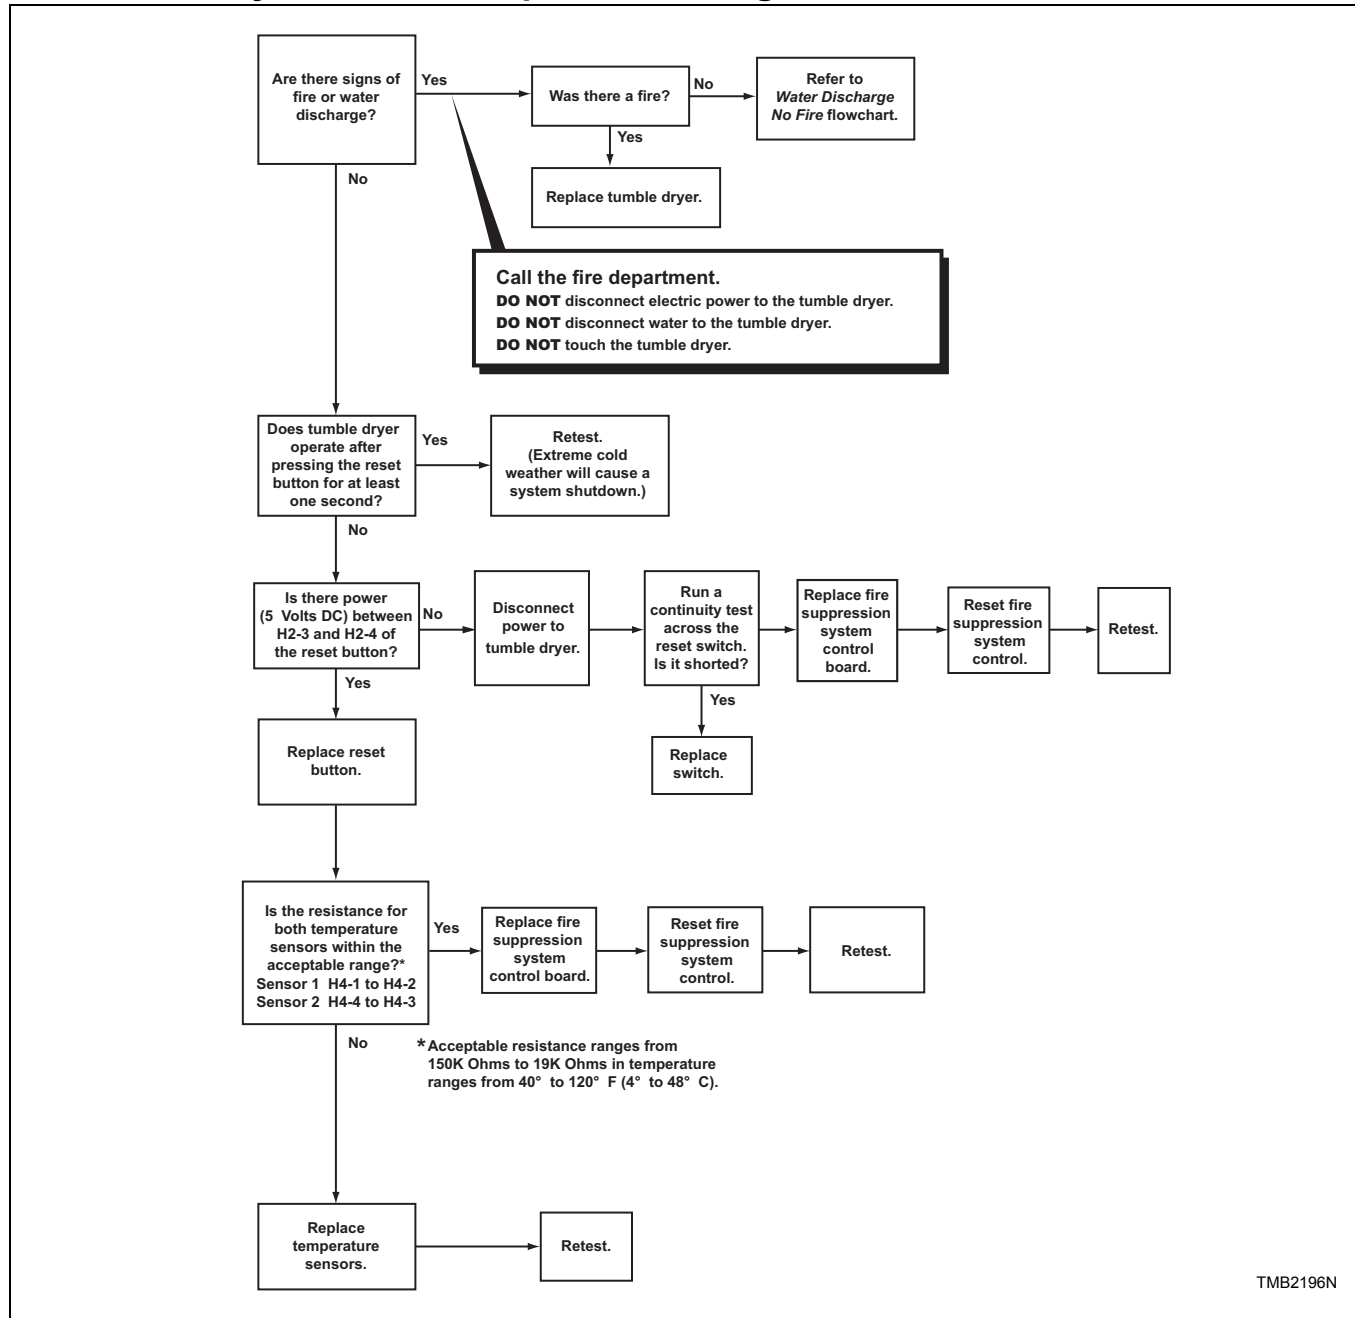 Are there signs of
fire or water
discharge?
Yes
Was there a fire?
No
Refer to
Water Discharge
No Fire flowchart.
Yes
Replace tumble dryer.
No
Call the fire department.
DO NOT disconnect electric power to the tumble dryer.
DO NOT disconnect water to the tumble dryer.
DO NOT touch the tumble dryer.
Does tumble dryer
operate after
pressing the reset
button for at least
one second?
Yes
Retest.
(Extreme cold
weather will cause a
system shutdown.)
No
Is there power
(5 Volts DC) between
H2-3 and H2-4 of
the reset button?
No
Disconnect
power to
tumble dryer.
Run a
continuity test
across the
reset switch.
Is it shorted?
Replace fire
suppression
system
control
board.
Reset fire
suppression
system
control.
Retest.
Yes
Replace
switch.
Yes
Replace reset
button.
Is the resistance for
both temperature
sensors within the
acceptable range?*
Sensor 1 H4-1 to H4-2
Sensor 2 H4-4 to H4-3
Yes
Replace fire
suppression
system
control board.
Reset fire
suppression
system
control.
Retest.
No
*Acceptable resistance ranges from
150K Ohms to 19K Ohms in temperature
ranges from 40° to 120° F (4° to 48° C).
Replace
temperature
sensors.
Retest.
TMB2196N